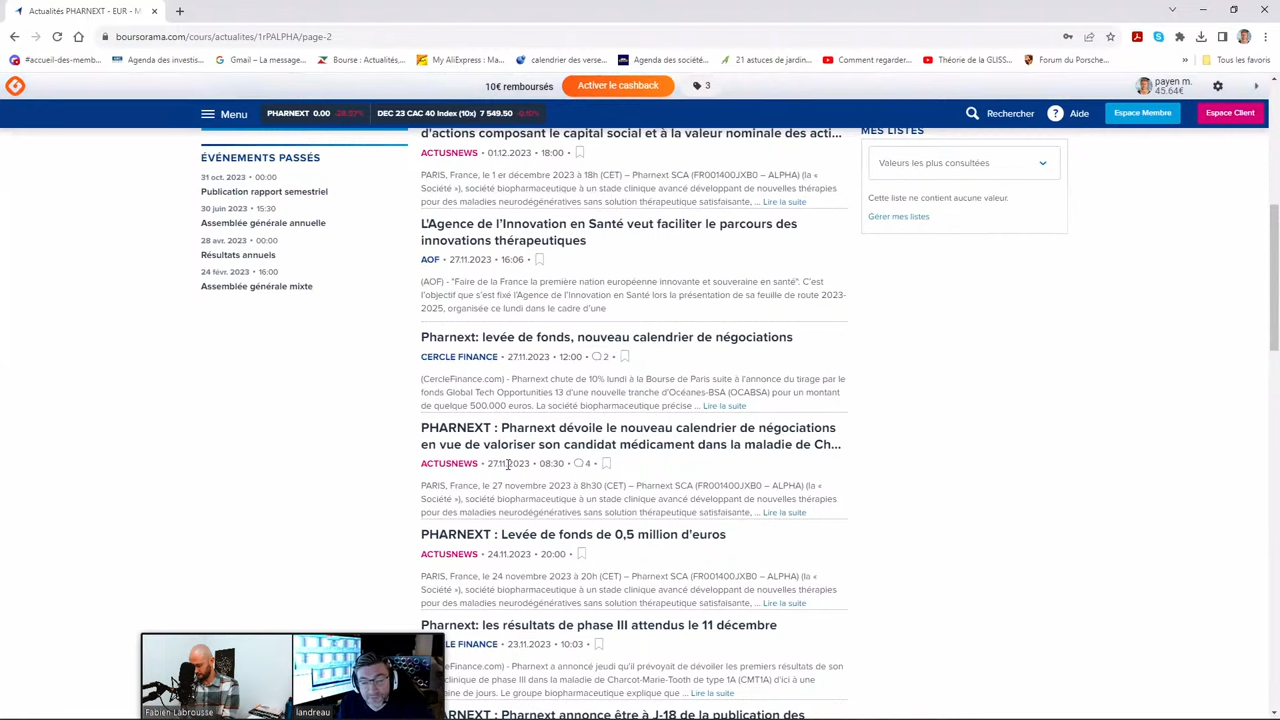 Actualités PHARNEXT - EUR - M
boursorama.com/cours/actualites/1rPALPHA/page-2
#accueil-des-memb...
Agenda des investis...
Gmail – La message...
Bourse : Actualités,...
My AliExpress : Man...
calendrier des verse...
Agenda des société...
21 astuces de jardin...
Comment regarder...
Théorie de la GLISS...
Forum du Porsche...
Tous les favoris
10€ remboursés
Activer le cashback
3
payen m.
45.64€
Menu
PHARNEXT 0.00 -28.57%
DEC 23 CAC 40 Index (10x) 7 549.50 -0.10%
Rechercher
Aide
Espace Membre
Espace Client
ÉVÉNEMENTS PASSÉS
31 oct. 2023 • 00:00
Publication rapport semestriel
30 juin 2023 • 15:30
Assemblée générale annuelle
28 avr. 2023 • 00:00
Résultats annuels
24 févr. 2023 • 16:00
Assemblée générale mixte
d'actions composant le capital social et à la valeur nominale des acti...
ACTUSNEWS • 01.12.2023 • 18:00 •
PARIS, France, le 1 er décembre 2023 à 18h (CET) – Pharnext SCA (FR001400JXB0 – ALPHA) (la «
Société »), société biopharmaceutique à un stade clinique avancé développant de nouvelles thérapies
pour des maladies neurodégénératives sans solution thérapeutique satisfaisante, ... Lire la suite
L'Agence de l'Innovation en Santé veut faciliter le parcours des
innovations thérapeutiques
AOF • 27.11.2023 • 16:06 •
(AOF) - "Faire de la France la première nation européenne innovante et souveraine en santé". C'est
l'objectif que s'est fixé l'Agence de l'Innovation en Santé lors la présentation de sa feuille de route 2023-
2025, organisée ce lundi dans le cadre d'une
Pharnext: levée de fonds, nouveau calendrier de négociations
CERCLE FINANCE • 27.11.2023 • 12:00 • 2 •
(CercleFinance.com) - Pharnext chute de 10% lundi à la Bourse de Paris suite à l'annonce du tirage par le
fonds Global Tech Opportunities 13 d'une nouvelle tranche d'Océanes-BSA (OCABSA) pour un montant
de quelque 500.000 euros. La société biopharmaceutique précise ... Lire la suite
PHARNEXT : Pharnext dévoile le nouveau calendrier de négociations
en vue de valoriser son candidat médicament dans la maladie de Ch...
ACTUSNEWS • 27.11.2023 • 08:30 • 4 •
PARIS, France, le 27 novembre 2023 à 8h30 (CET) – Pharnext SCA (FR001400JXB0 – ALPHA) (la «
Société »), société biopharmaceutique à un stade clinique avancé développant de nouvelles thérapies
pour des maladies neurodégénératives sans solution thérapeutique satisfaisante, ... Lire la suite
PHARNEXT : Levée de fonds de 0,5 million d'euros
ACTUSNEWS • 24.11.2023 • 20:00 •
PARIS, France, le 24 novembre 2023 à 20h (CET) – Pharnext SCA (FR001400JXB0 – ALPHA) (la «
Société »), société biopharmaceutique à un stade clinique avancé développant de nouvelles thérapies
pour des maladies neurodégénératives sans solution thérapeutique satisfaisante, ... Lire la suite
Pharnext: les résultats de phase III attendus le 11 décembre
CLE FINANCE • 23.11.2023 • 10:03 •
cleFinance.com) - Pharnext a annoncé jeudi qu'il prévoyait de dévoiler les premiers résultats de son
clinique de phase III dans la maladie de Charcot-Marie-Tooth de type 1A (CMT1A) d'ici à une
aine de jours. Le groupe biopharmaceutique explique que ... Lire la suite
ARNEXT : Pharnext annonce être à J-18 de la publication des
MES LISTES
Valeurs les plus consultées
Cette liste ne contient aucune valeur.
Gérer mes listes
Fabien Labrousse
landreau